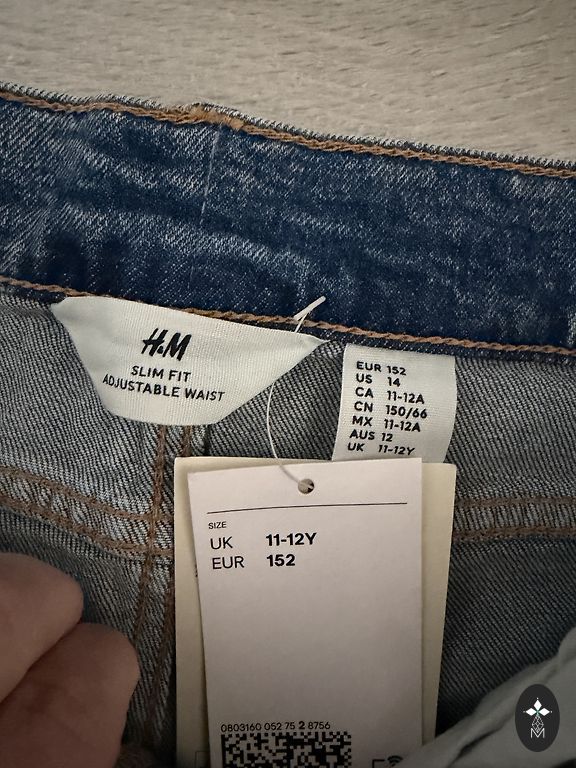 H&M
SLIM FIT
ADJUSTABLE WAIST
EUR 152
US 14
CA 11-12A
CN 150/66
MX 11-12A
AUS 12
UK 11-12Y
SIZE
UK 11-12Y
EUR 152
0803160 052 75 2 8756